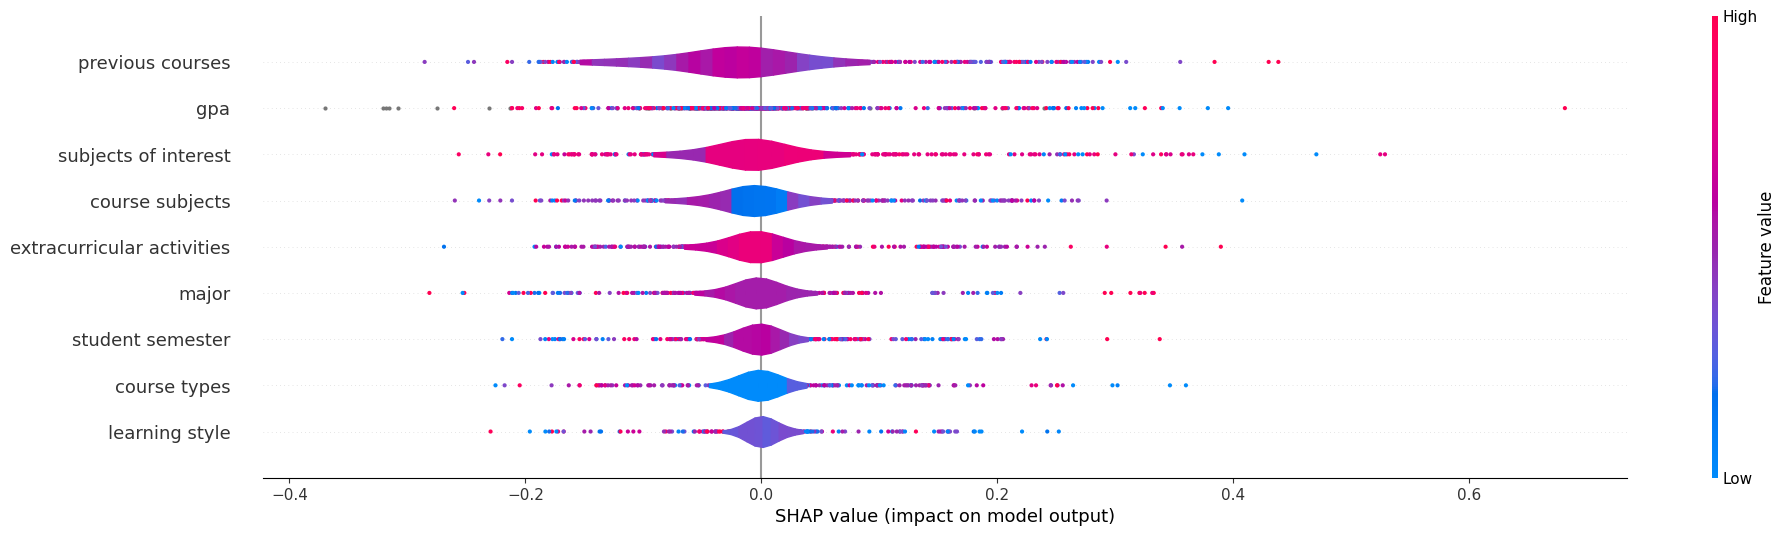 previous courses
gpa
subjects of interest
course subjects
extracurricular activities
major
student semester
course types
learning style
−0.4 −0.2 0.0 0.2 0.4 0.6
SHAP value (impact on model output)
High
Feature value
Low